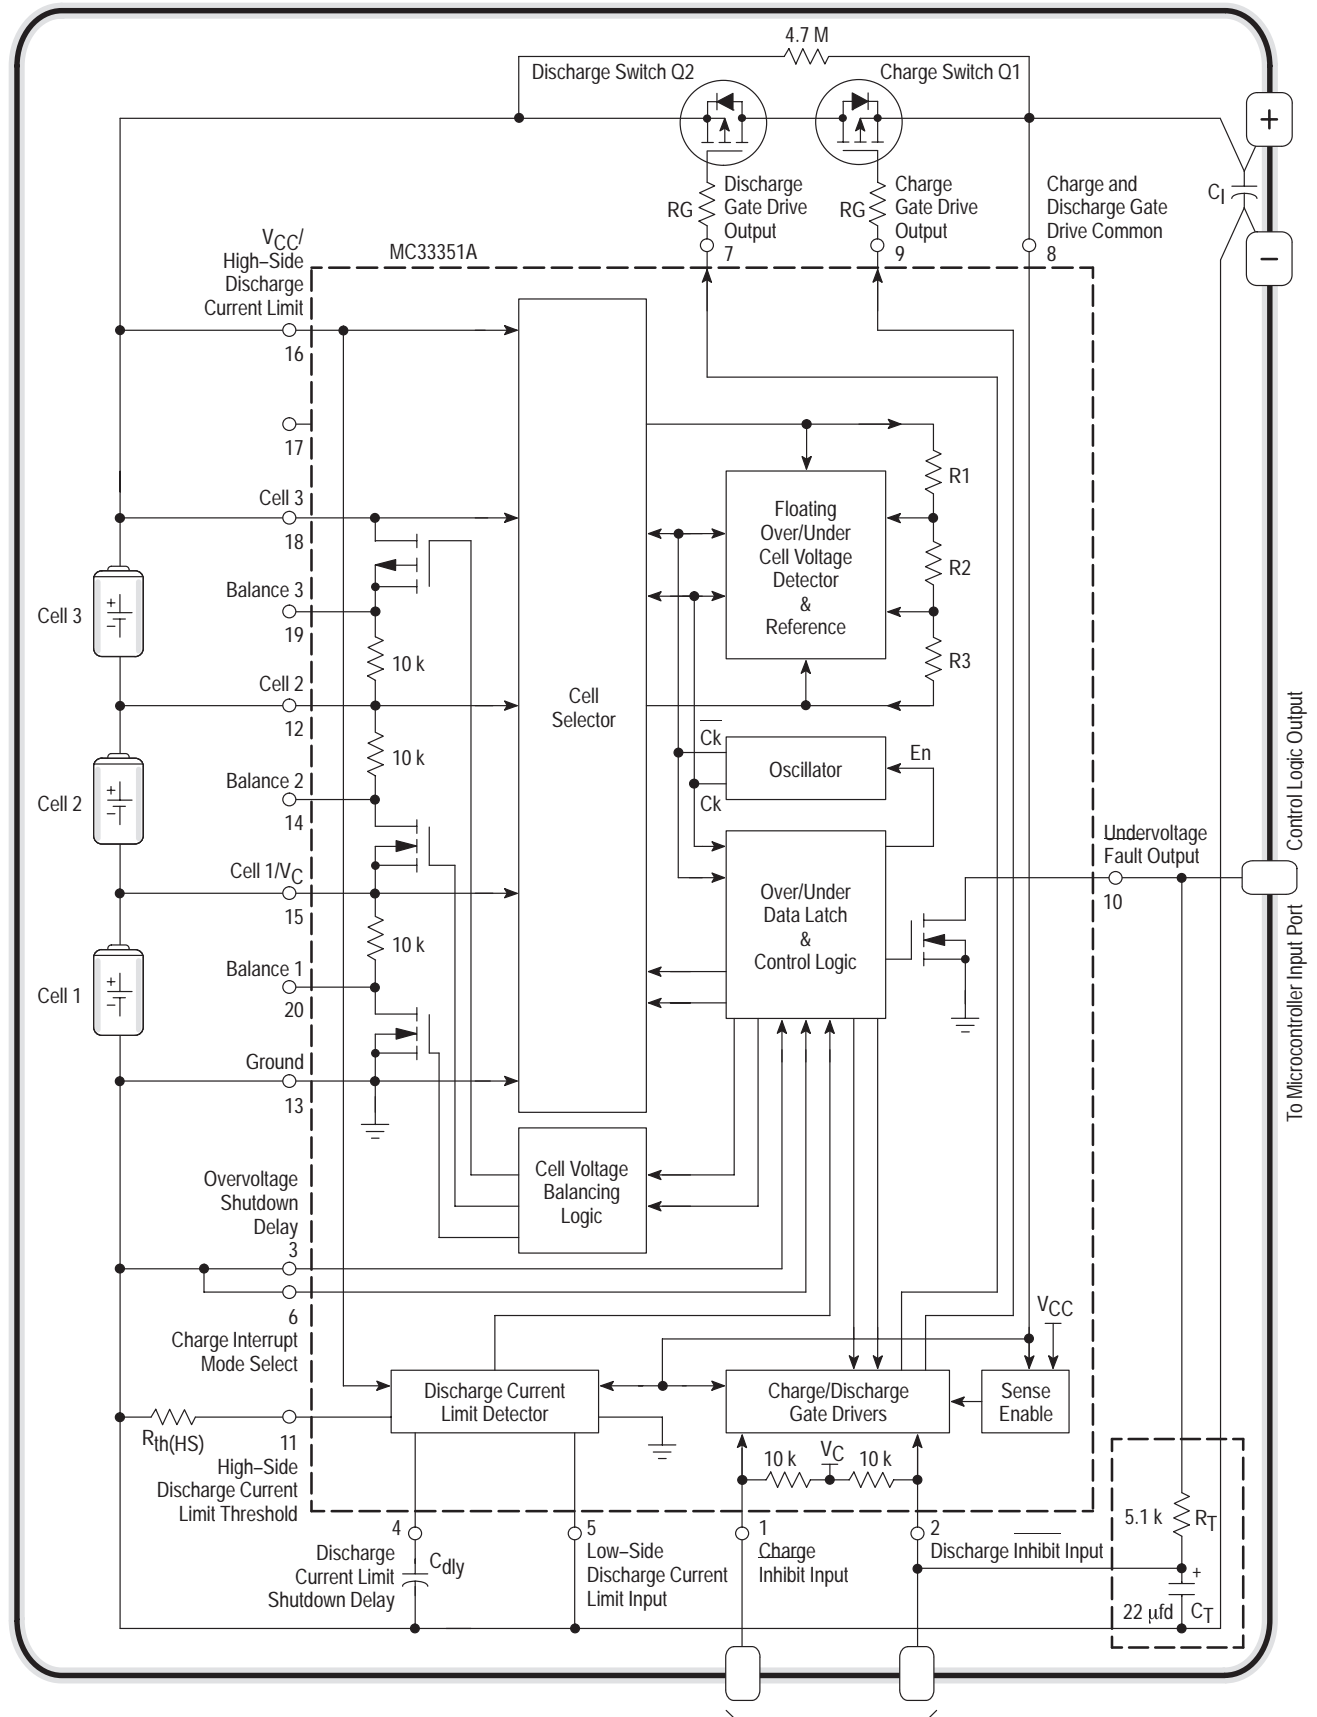 4.7 M
Discharge Switch Q2
Charge Switch Q1
+
CI
−
RG
Discharge
Gate Drive
Output
7
RG
Charge
Gate Drive
Output
9
Charge and
Discharge Gate
Drive Common
8
VCC/
High–Side
Discharge
Current Limit
16
MC33351A
17
Cell 3
18
Balance 3
19
10 k
Cell 2
12
10 k
Balance 2
14
Cell 1/VC
15
10 k
Balance 1
20
Ground
13
Cell 3
+
−
Cell 2
+
−
Cell 1
+
−
Cell
Selector
Floating
Over/Under
Cell Voltage
Detector
&
Reference
R1
R2
R3
Ck
Ck
Oscillator
En
Over/Under
Data Latch
&
Control Logic
Undervoltage
Fault Output
10
Control Logic Output
To Microcontroller Input Port
Cell Voltage
Balancing
Logic
Overvoltage
Shutdown
Delay
3
6
Charge Interrupt
Mode Select
Rth(HS)
11
High–Side
Discharge Current
Limit Threshold
Discharge Current
Limit Detector
Charge/Discharge
Gate Drivers
VCC
Sense
Enable
10 k
VC
10 k
4
Discharge
Current Limit
Shutdown Delay
Cdly
5
Low–Side
Discharge Current
Limit Input
1
Charge
Inhibit Input
2
Discharge Inhibit Input
5.1 k
RT
+
22 µfd
CT